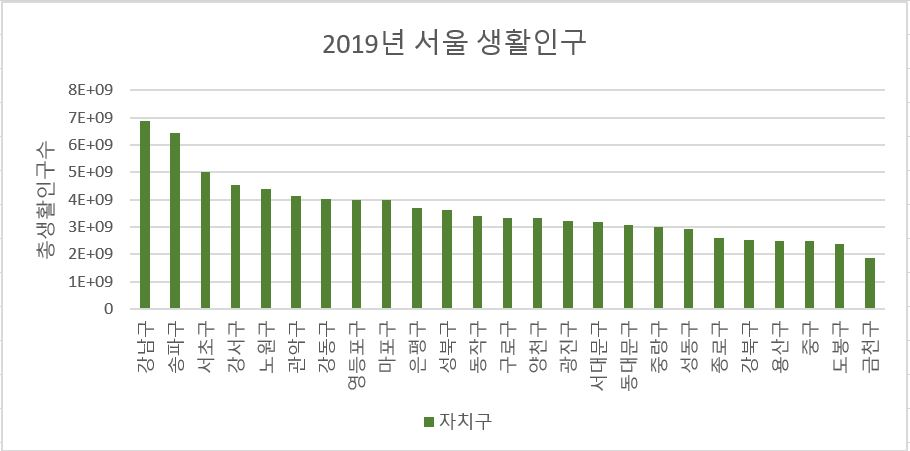 2019년 서울 생활인구
총생활인구수
8E+09
7E+09
6E+09
5E+09
4E+09
3E+09
2E+09
1E+09
0
강남구
송파구
서초구
강서구
노원구
관악구
강동구
영등포구
마포구
은평구
성북구
동작구
구로구
양천구
광진구
서대문구
동대문구
중랑구
성동구
종로구
강북구
용산구
중구
도봉구
금천구
자치구